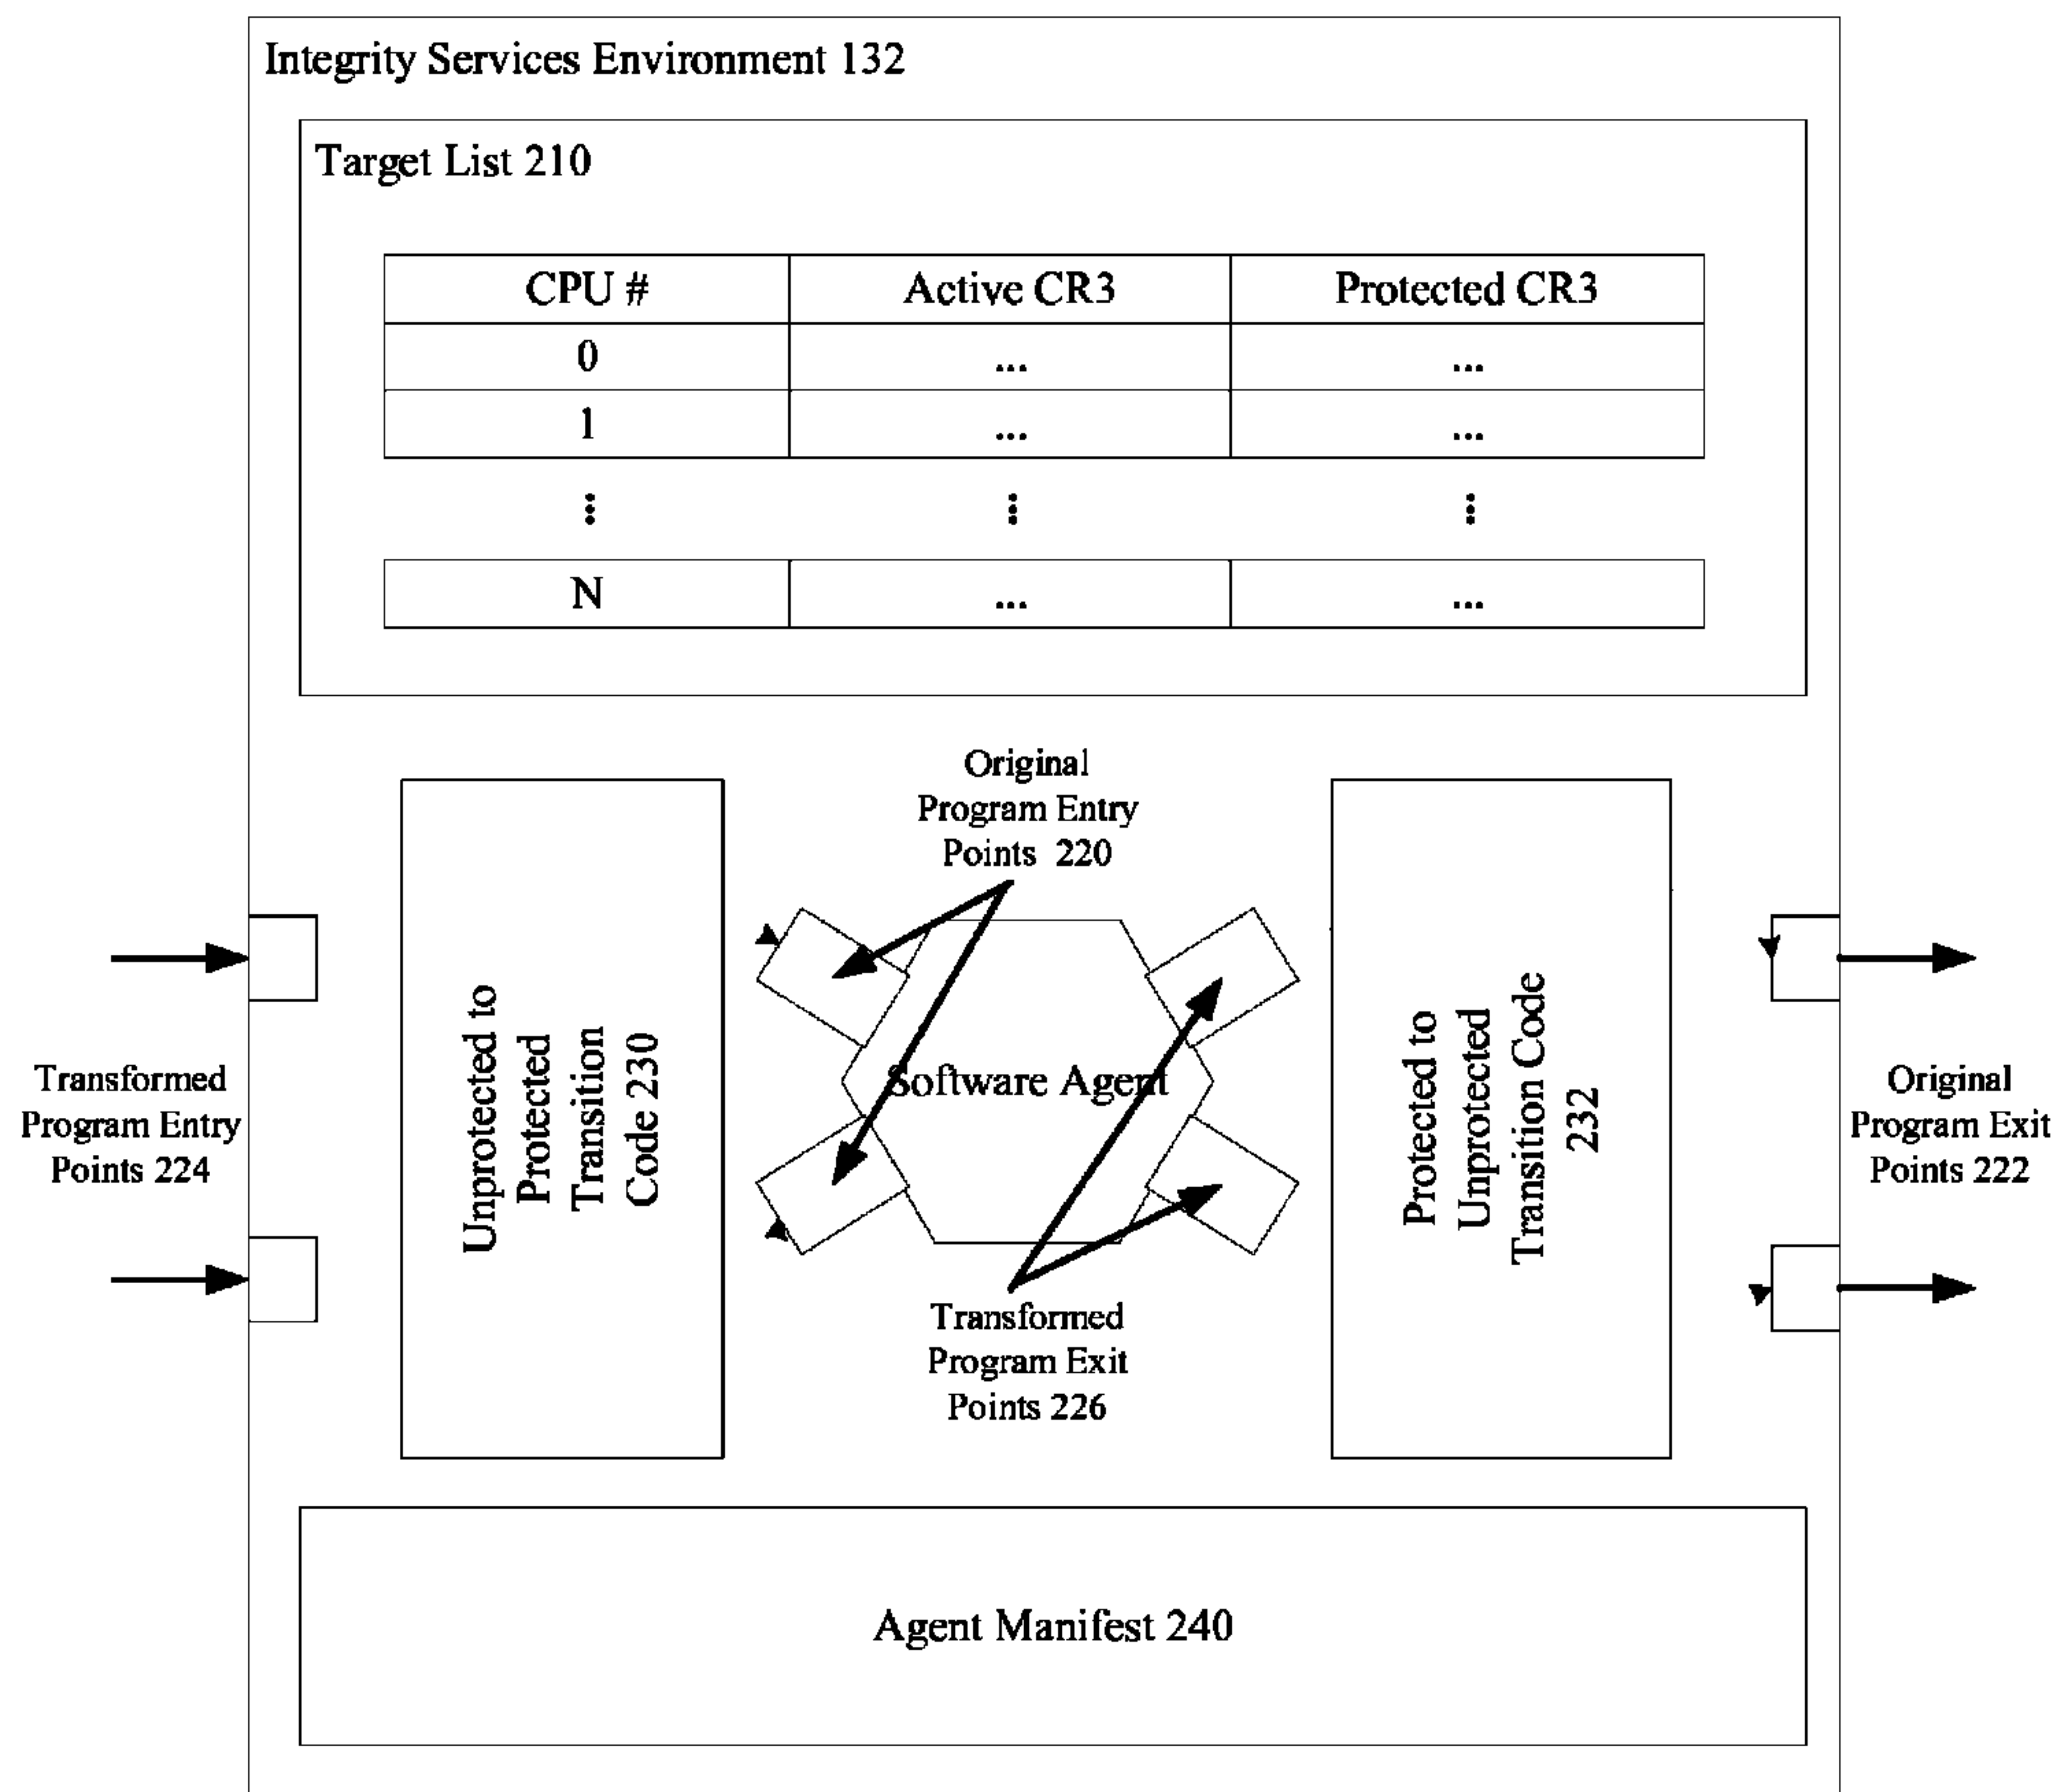 Integrity Services Environment 132
Target List 210
CPU # Active CR3 Protected CR3
0 ... ...
1 ... ...
N ... ...
Original
Program Entry
Points 220
Unprotected to
Protected
Transition
Code 230
Software Agent
Protected to
Unprotected
Transition Code
232
Transformed
Program Entry
Points 224
Original
Program Exit
Points 222
Transformed
Program Exit
Points 226
Agent Manifest 240